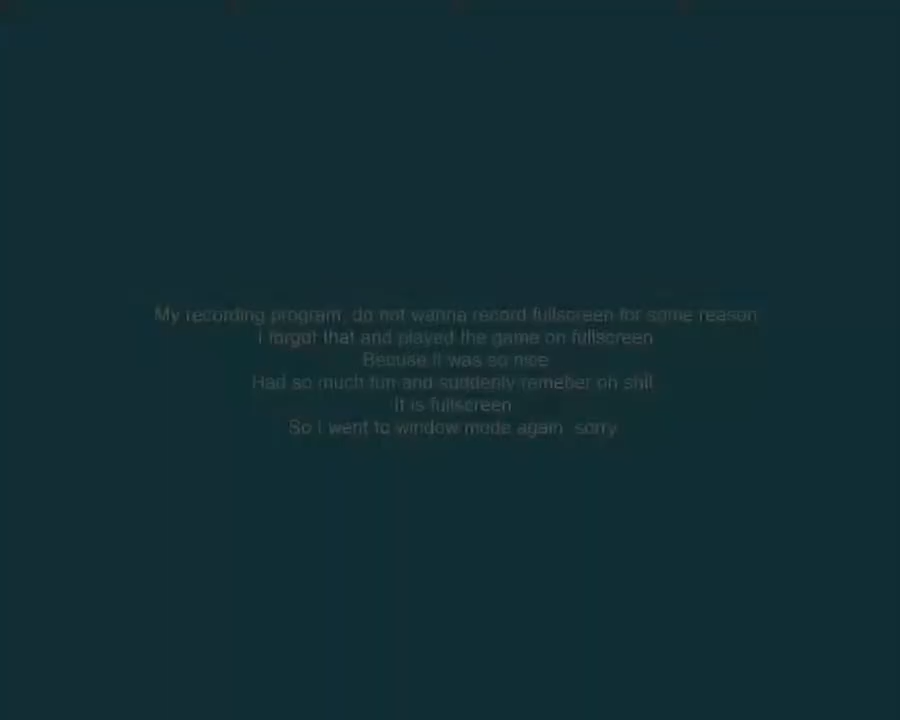 My recording program, do not wanna record fullscreen for some reason
I forgot that and played the game on fullscreen
Becuse it was so nice
Had so much fun and suddenly remeber oh shit
It is fullscreen
So I went to window mode again, sorry